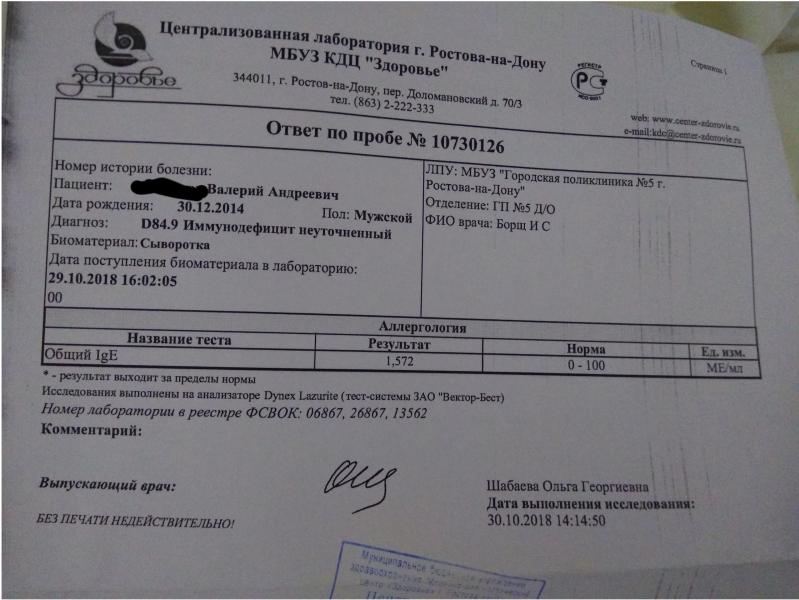 Централизованная лаборатория г. Ростова-на-Дону
МБУЗ КДЦ "Здоровье"
344011, г. Ростов-на-Дону, пер. Доломановский д. 70/3
тел. (863) 2-222-333
здоровье
РЕГИСТР
Страница 1
web: www.center-zdorovie.ru
e-mail:kdc@center-zdorovie.ru
Ответ по пробе № 10730126
Номер истории болезни:
Пациент: Валерий Андреевич
Дата рождения: 30.12.2014 Пол: Мужской
Диагноз: D84.9 Иммунодефицит неуточненный
Биоматериал: Сыворотка
Дата поступления биоматериала в лабораторию:
29.10.2018 16:02:05
00
ЛПУ: МБУЗ "Городская поликлиника №5 г.
Ростова-на-Дону"
Отделение: ГП №5 Д/О
ФИО врача: Борщ И С
Аллергология
Название теста Результат Норма Ед. изм.
Общий IgE 1,572 0 - 100 МЕ/мл
* - результат выходит за пределы нормы
Исследования выполнены на анализаторе Dynex Lazurite (тест-системы ЗАО "Вектор-Бест)
Номер лаборатории в реестре ФСВОК: 06867, 26867, 13562
Комментарий:
Выпускающий врач:
Шабаева Ольга Георгиевна
Дата выполнения исследования:
30.10.2018 14:14:50
БЕЗ ПЕЧАТИ НЕДЕЙСТВИТЕЛЬНО!
Муниципальное бюджетное учреждение
здравоохранения